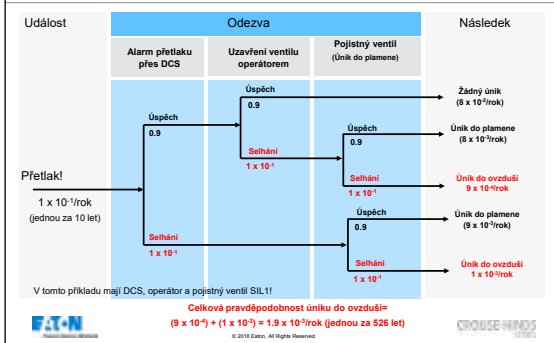 Událost
Odezva
Následek
Alarm přetlaku
přes DCS
Uzavření ventilu
operátorem
Pojistný ventil
(Únik do plamene)
Úspěch
0.9
Žádný únik
(8 x 10⁻²/rok)
Úspěch
0.9
Selhání
1 x 10⁻¹
Úspěch
0.9
Únik do plamene
(8 x 10⁻³/rok)
Přetlak!
1 x 10⁻¹/rok
(jednou za 10 let)
Selhání
1 x 10⁻¹
Únik do ovzduší
9 x 10⁻⁴/rok
Selhání
1 x 10⁻¹
Úspěch
0.9
Únik do plamene
(9 x 10⁻³/rok)
Selhání
1 x 10⁻¹
Únik do ovzduší
1 x 10⁻³/rok
V tomto příkladu mají DCS, operátor a pojistný ventil SIL1!
Celková pravděpodobnost úniku do ovzduší=
(9 x 10⁻⁴) + (1 x 10⁻³) = 1.9 x 10⁻³/rok (jednou za 526 let)
EATON
CROUSE-HINDS
© 2016 Eaton, All Rights Reserved